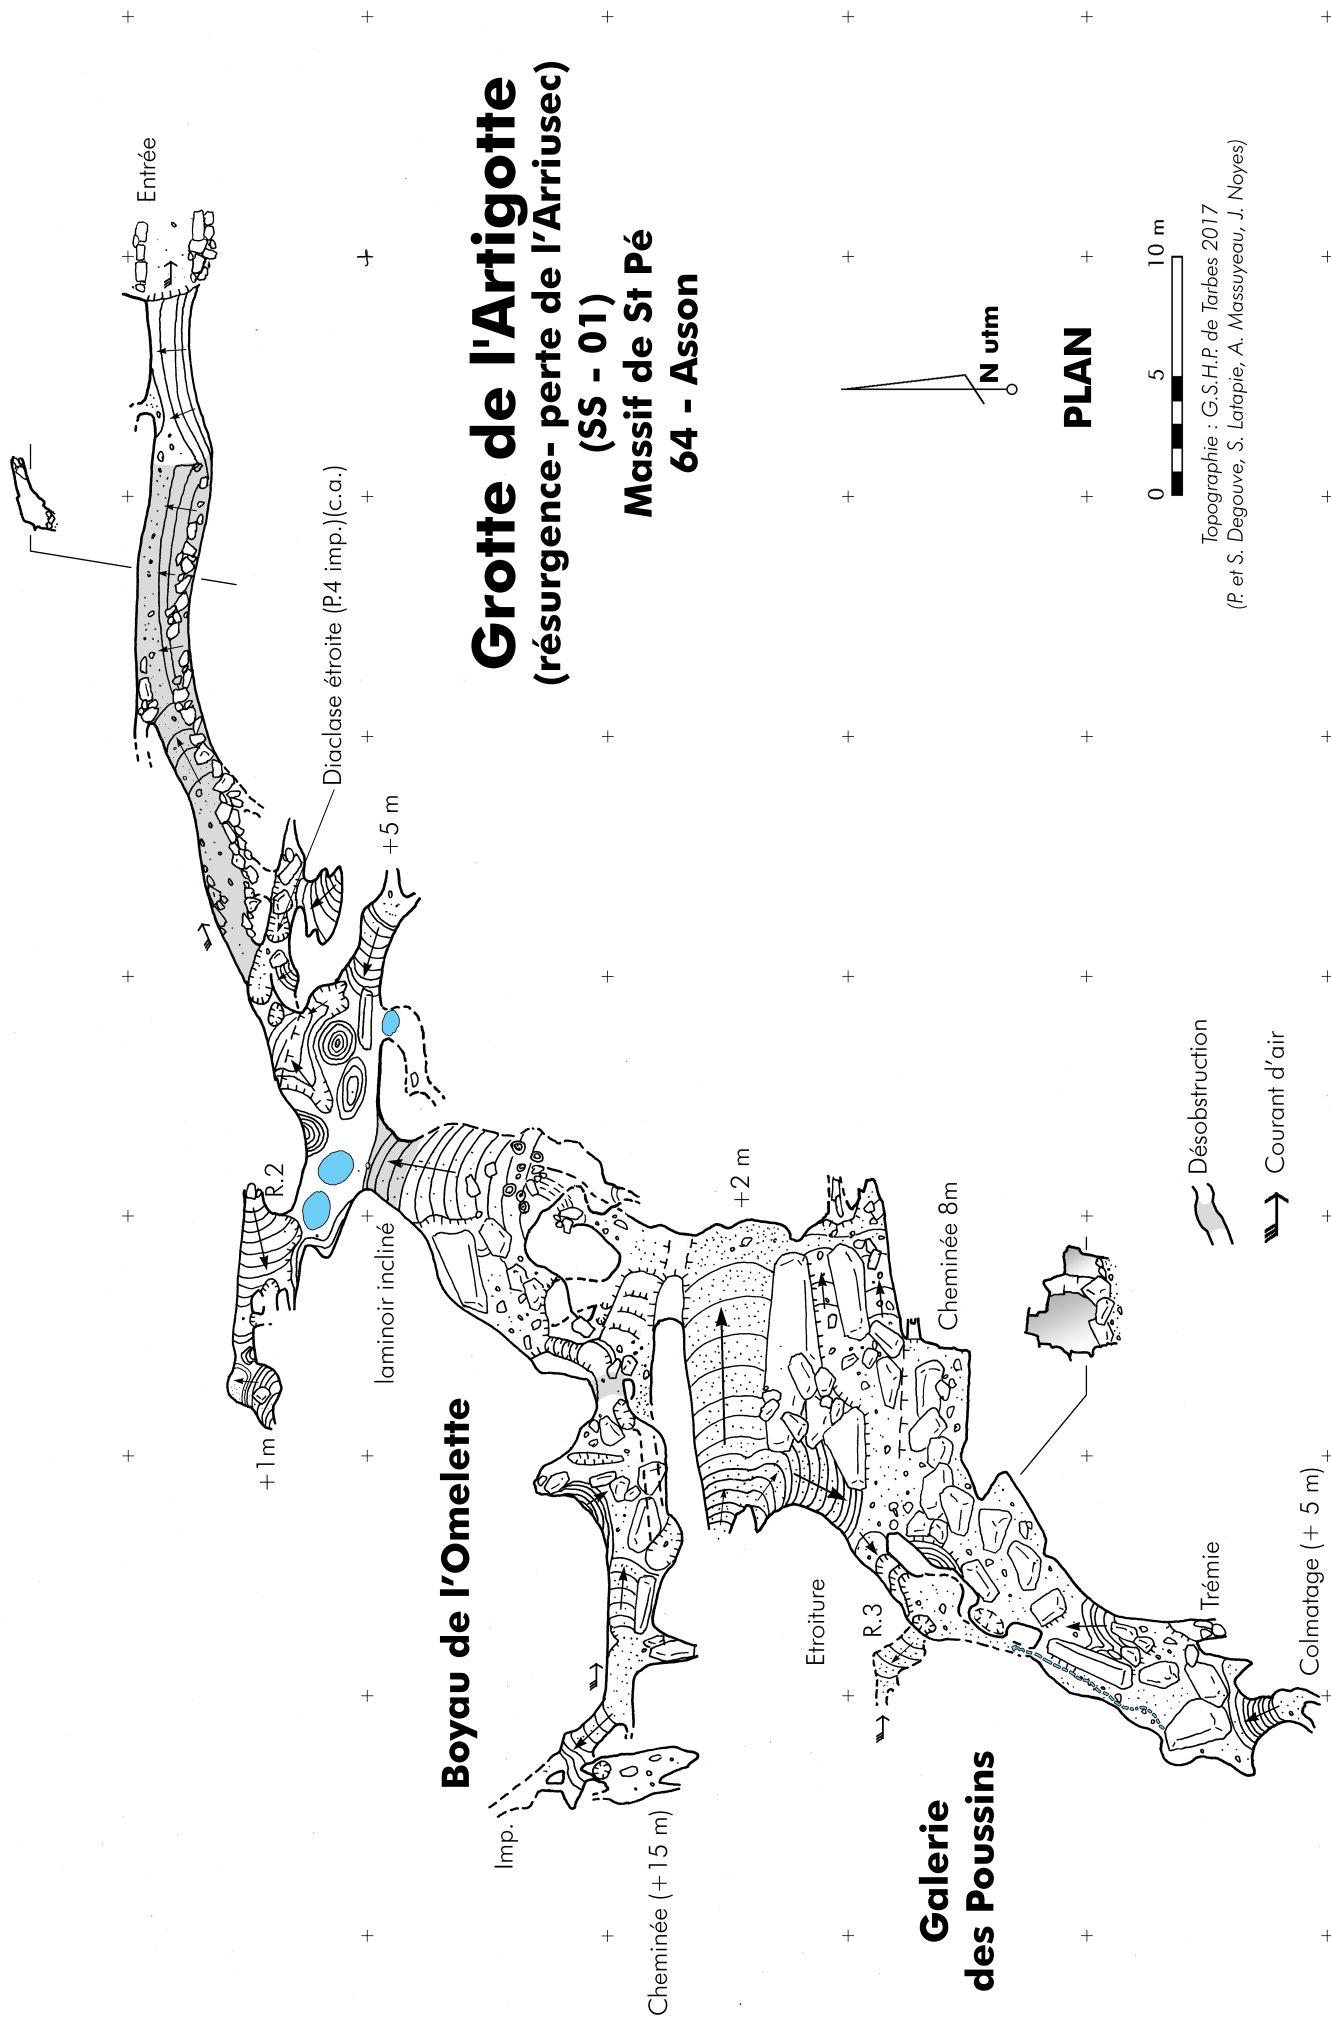 Grotte de l'Artigotte
(résurgence- perte de l'Arriusec)
(SS - 01)
Massif de St Pé
64 - Asson
Entrée
Diaclase étroite (P.4 imp.)(c.a.)
+5 m
R.2
+1m
laminoir incliné
Boyau de l'Omelette
Imp.
Cheminée (+15 m)
+2 m
Cheminée 8m
Etroiture
R.3
Galerie
des Poussins
Trémie
Colmatage (+ 5 m)
N utm
PLAN
0 5 10 m
Topographie : G.S.H.P. de Tarbes 2017
(P. et S. Degouve, S. Latapie, A. Massuyeau, J. Noyes)
Désobstruction
Courant d'air